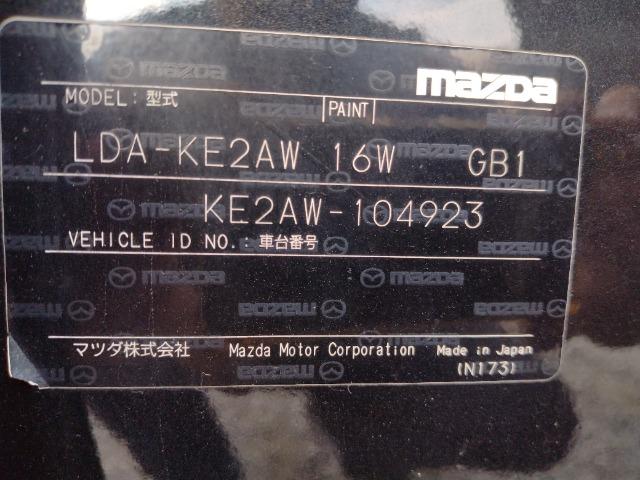 mazda
MODEL: 型式 PAINT
LDA-KE2AW 16W GB1
KE2AW-104923
VEHICLE ID NO.: 車台番号
マツダ株式会社 Mazda Motor Corporation Made in Japan
(N173)